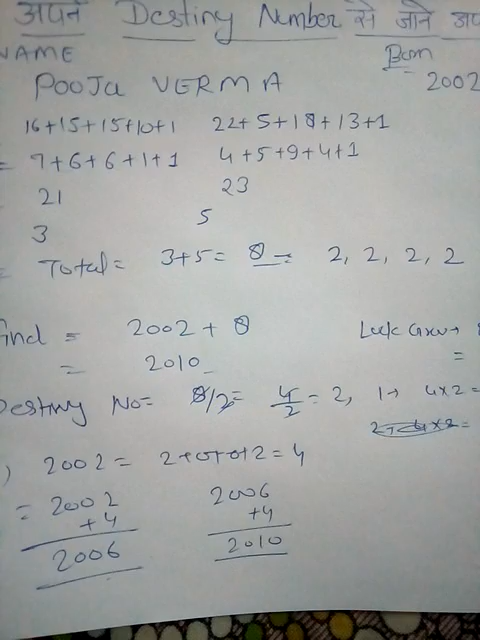 अपने Destiny Number से जाने अप
NAME Born
POOJa VERMA 2002
16+15+15+10+1 22+5+18+13+1
= 7+6+6+1+1 4+5+9+4+1
21 23
3 5
= Total= 3+5= 8= 2, 2, 2, 2
find = 2002 + 8
= 2010 =
Destiny No= 8/2= 4/2 = 2, 1→ 4x2=
) 2002 = 2+0+0+2=4
= 2002 2006
+4 +4
2006 2010